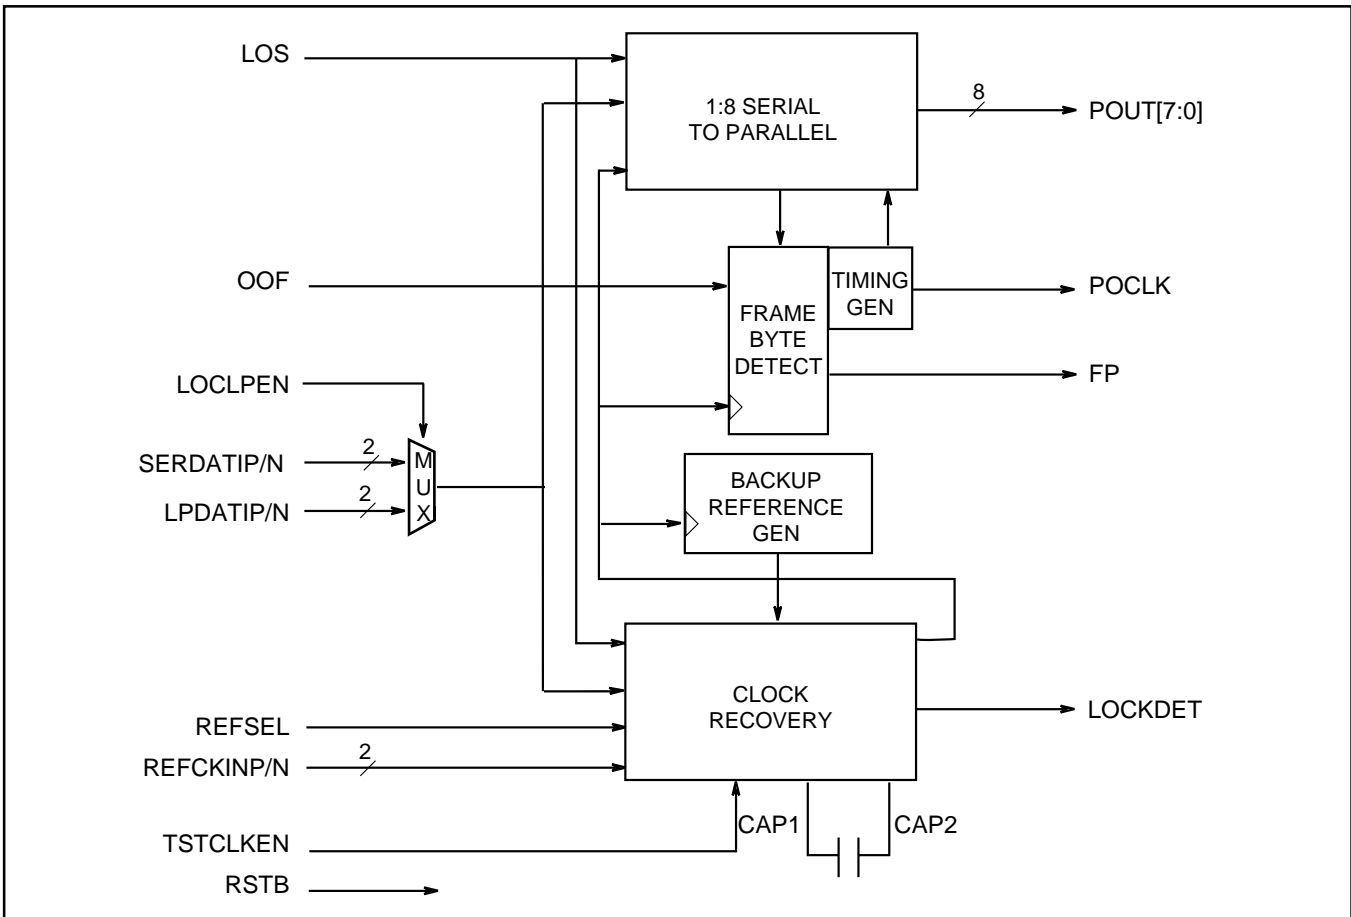 LOS
1:8 SERIAL
TO PARALLEL
8
POUT[7:0]
OOF
TIMING
GEN
POCLK
FRAME
BYTE
DETECT
FP
LOCLPEN
SERDATIP/N
2
LPDATIP/N
2
M
U
X
BACKUP
REFERENCE
GEN
CLOCK
RECOVERY
LOCKDET
REFSEL
REFCKINP/N
2
TSTCLKEN
CAP1
CAP2
RSTB